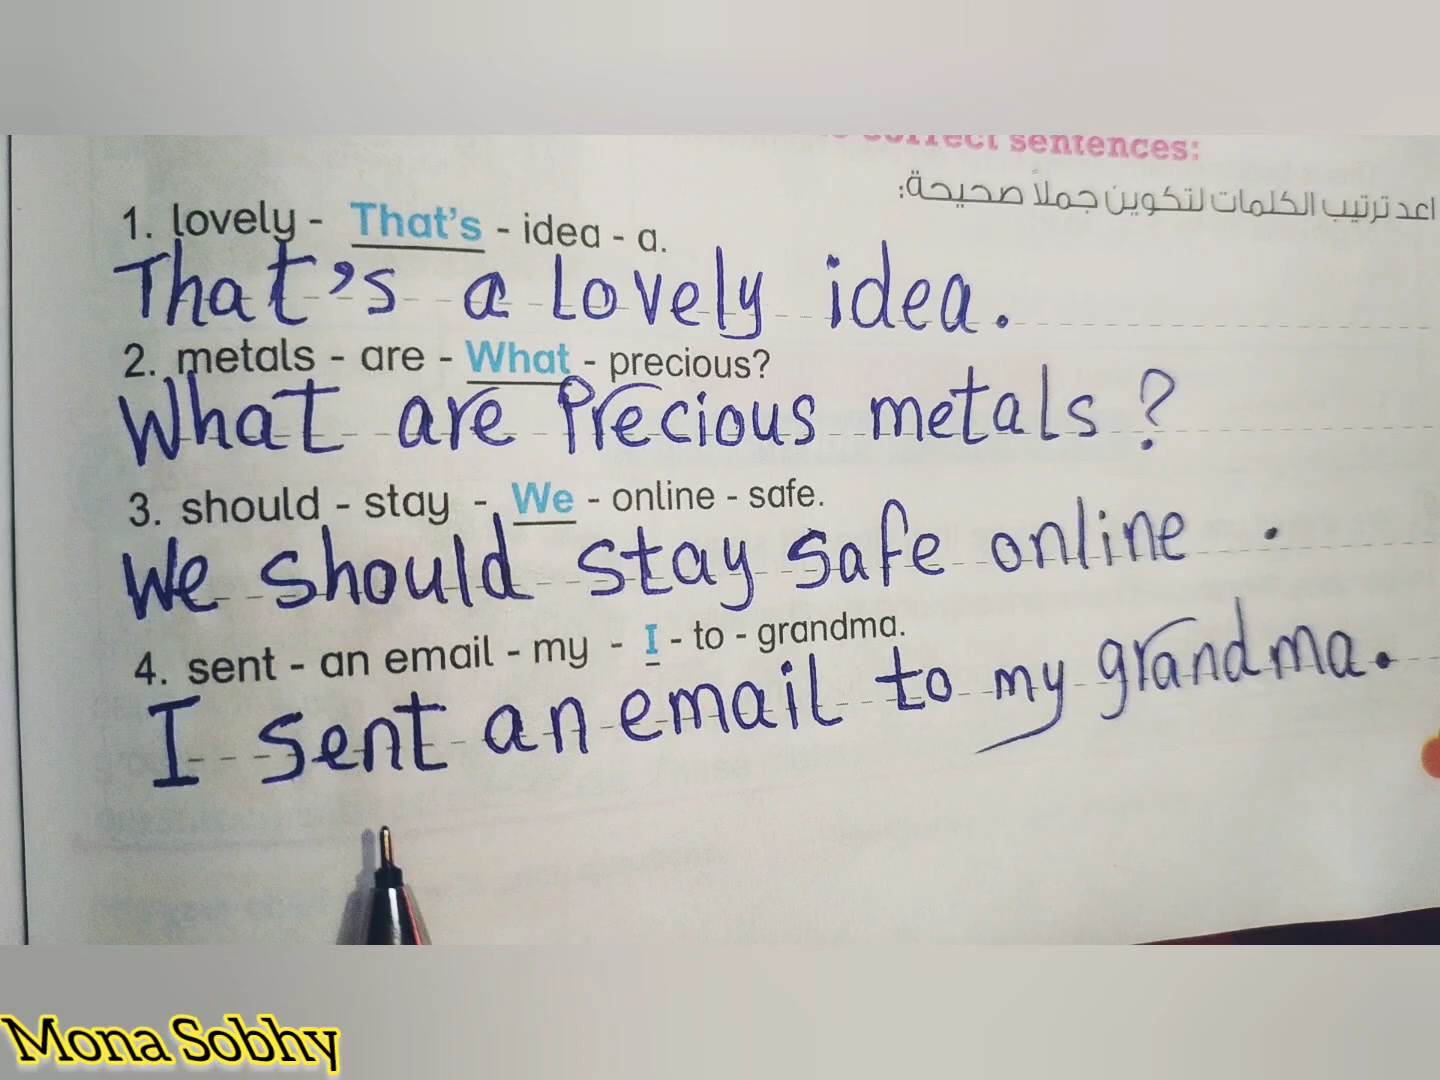 correct sentences:
اعد ترتيب الكلمات لتكوين جملاً صحيحة:
1. lovely - That's - idea - a.
That's a lovely idea.
2. metals - are - What - precious?
What are Precious metals ?
3. should - stay - We - online - safe.
We should stay safe online .
4. sent - an email - my - I - to - grandma.
I sent an email to my grandma.
Mona Sobhy